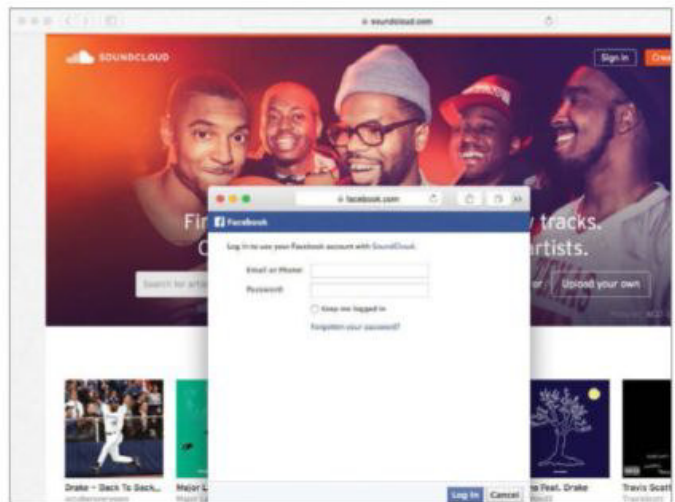 soundcloud.com
SOUNDCLOUD
Sign in
facebook.com
Facebook
Log in to use your Facebook account with SoundCloud.
Email or Phone:
Password:
Keep me logged in
Forgotten your password?
Log In Cancel
tracks.
artists.
or Upload your own
Drake - Back To Back...
Major L
Feat. Drake
Travis Scott